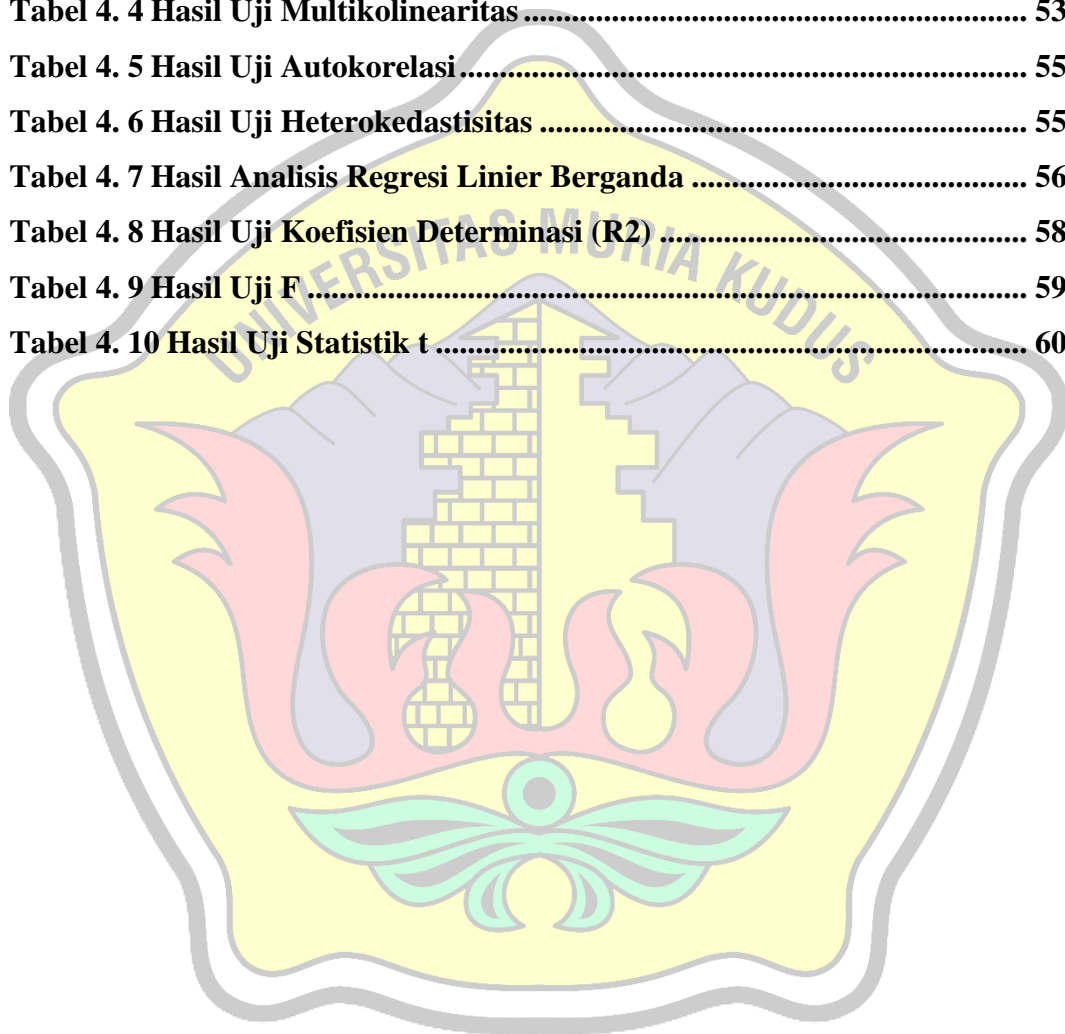 Tabel 4. 4 Hasil Uji Multikolinearitas ............................................................... 53
Tabel 4. 5 Hasil Uji Autokorelasi ....................................................................... 55
Tabel 4. 6 Hasil Uji Heterokedastisitas ............................................................. 55
Tabel 4. 7 Hasil Analisis Regresi Linier Berganda .......................................... 56
Tabel 4. 8 Hasil Uji Koefisien Determinasi (R2) .............................................. 58
Tabel 4. 9 Hasil Uji F .......................................................................................... 59
Tabel 4. 10 Hasil Uji Statistik t .......................................................................... 60
UNIVERSITAS MURIA KUDUS